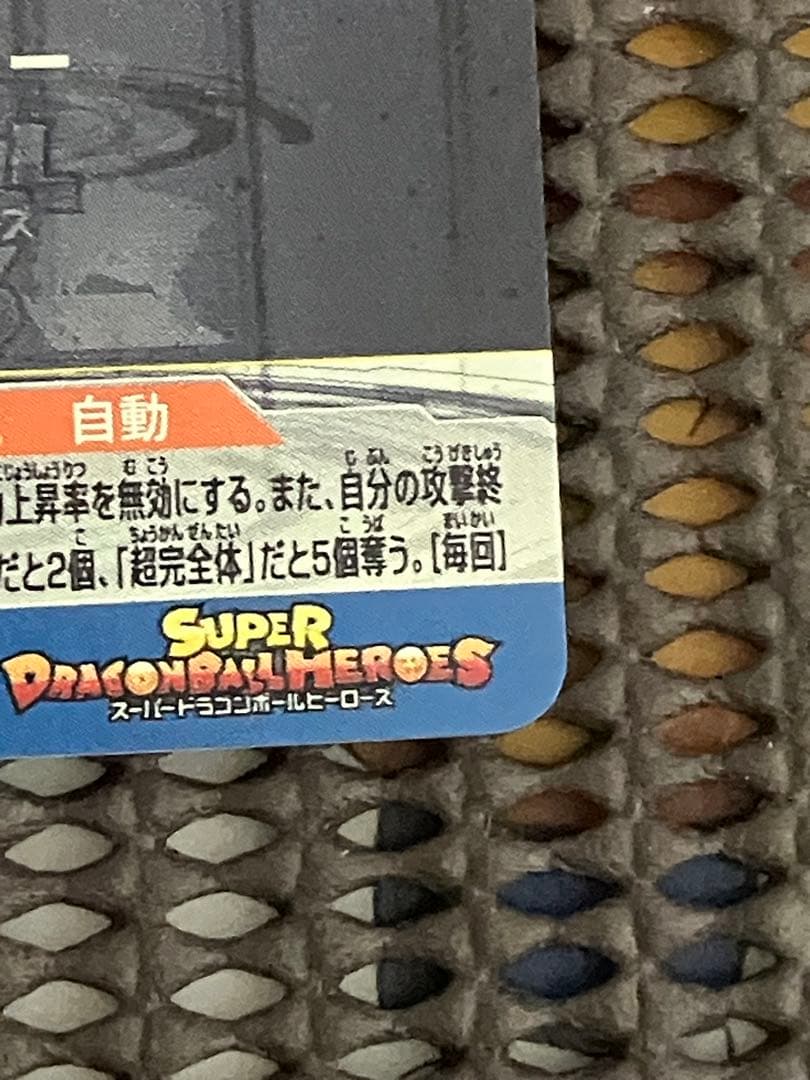 ス
自動
上昇率を無効にする。また、自分の攻撃終
だと2個、「超完全体」だと5個奪う。[毎回]
SUPER
DRAGONBALL HEROES
スーパードラゴンボールヒーローズ